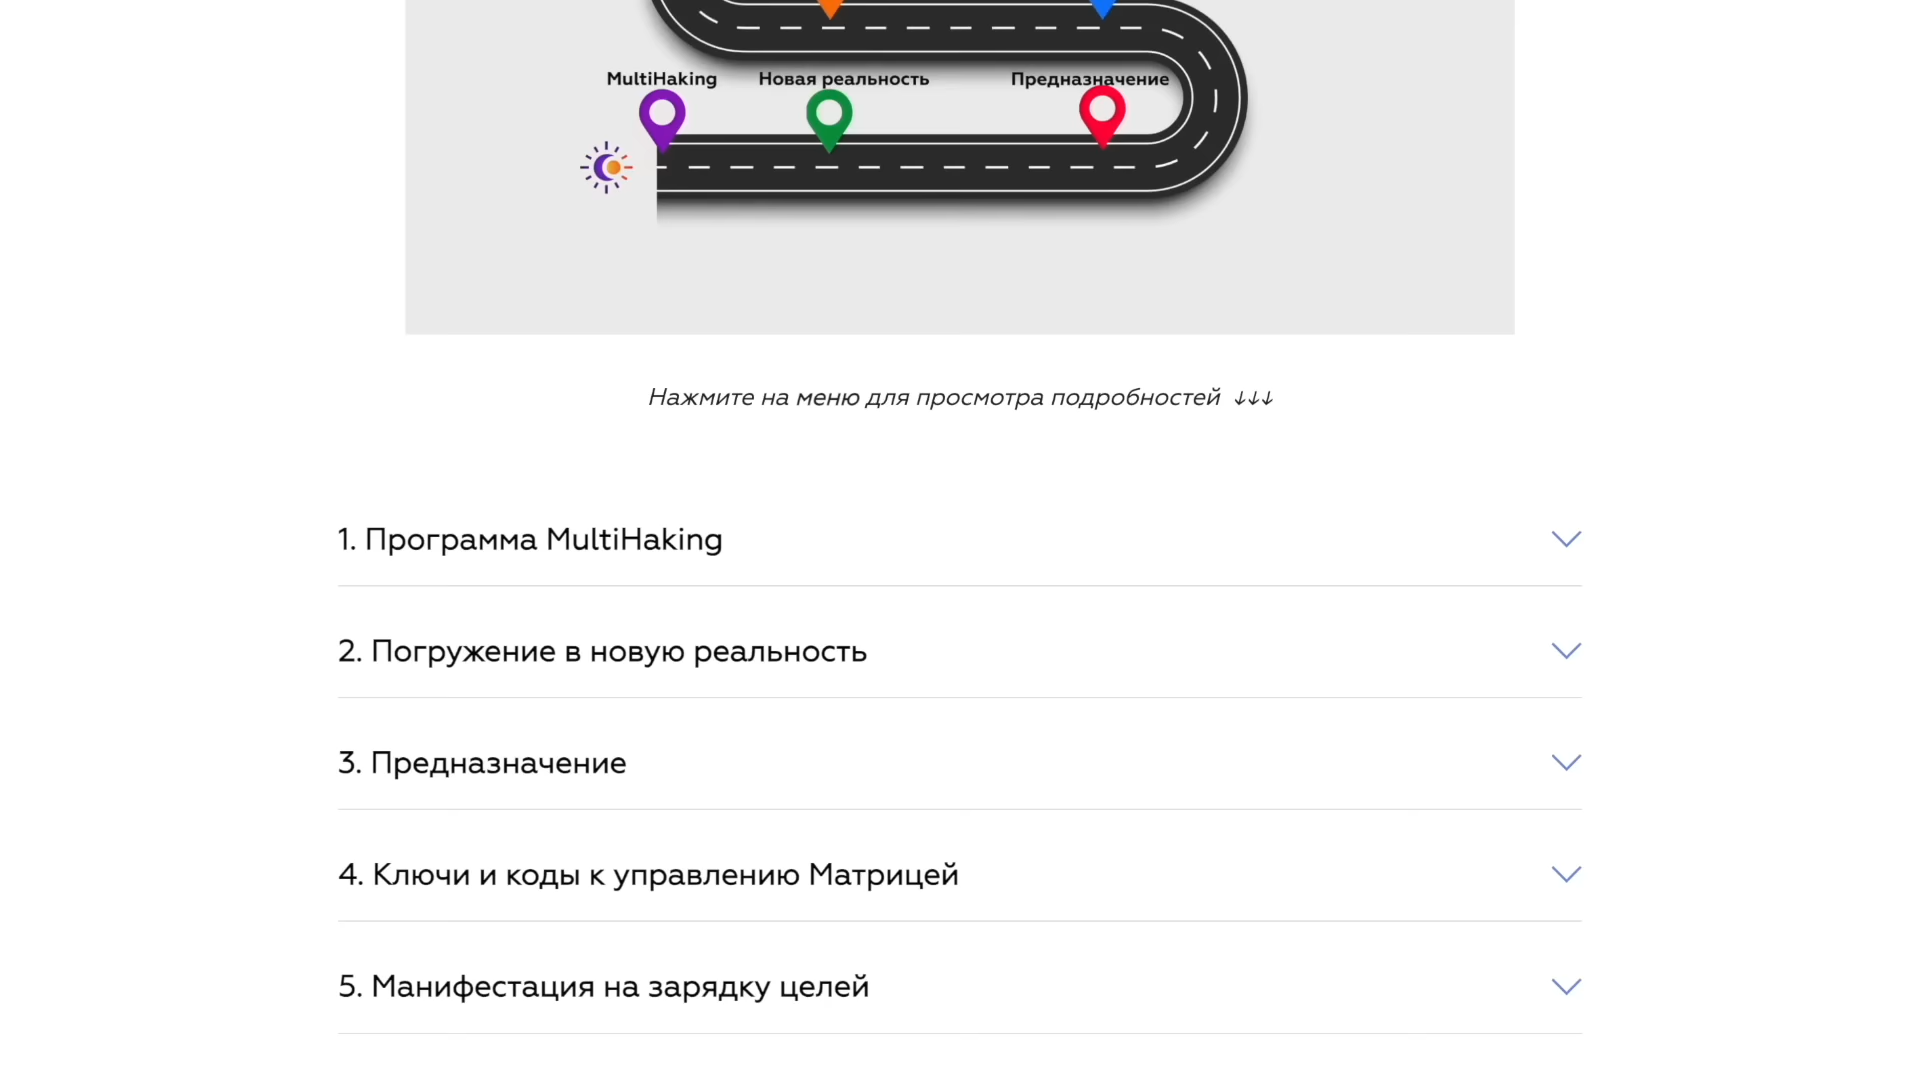 MultiHaking Новая реальность Предназначение
Нажмите на меню для просмотра подробностей ↓↓↓
1. Программа MultiHaking
2. Погружение в новую реальность
3. Предназначение
4. Ключи и коды к управлению Матрицей
5. Манифестация на зарядку целей